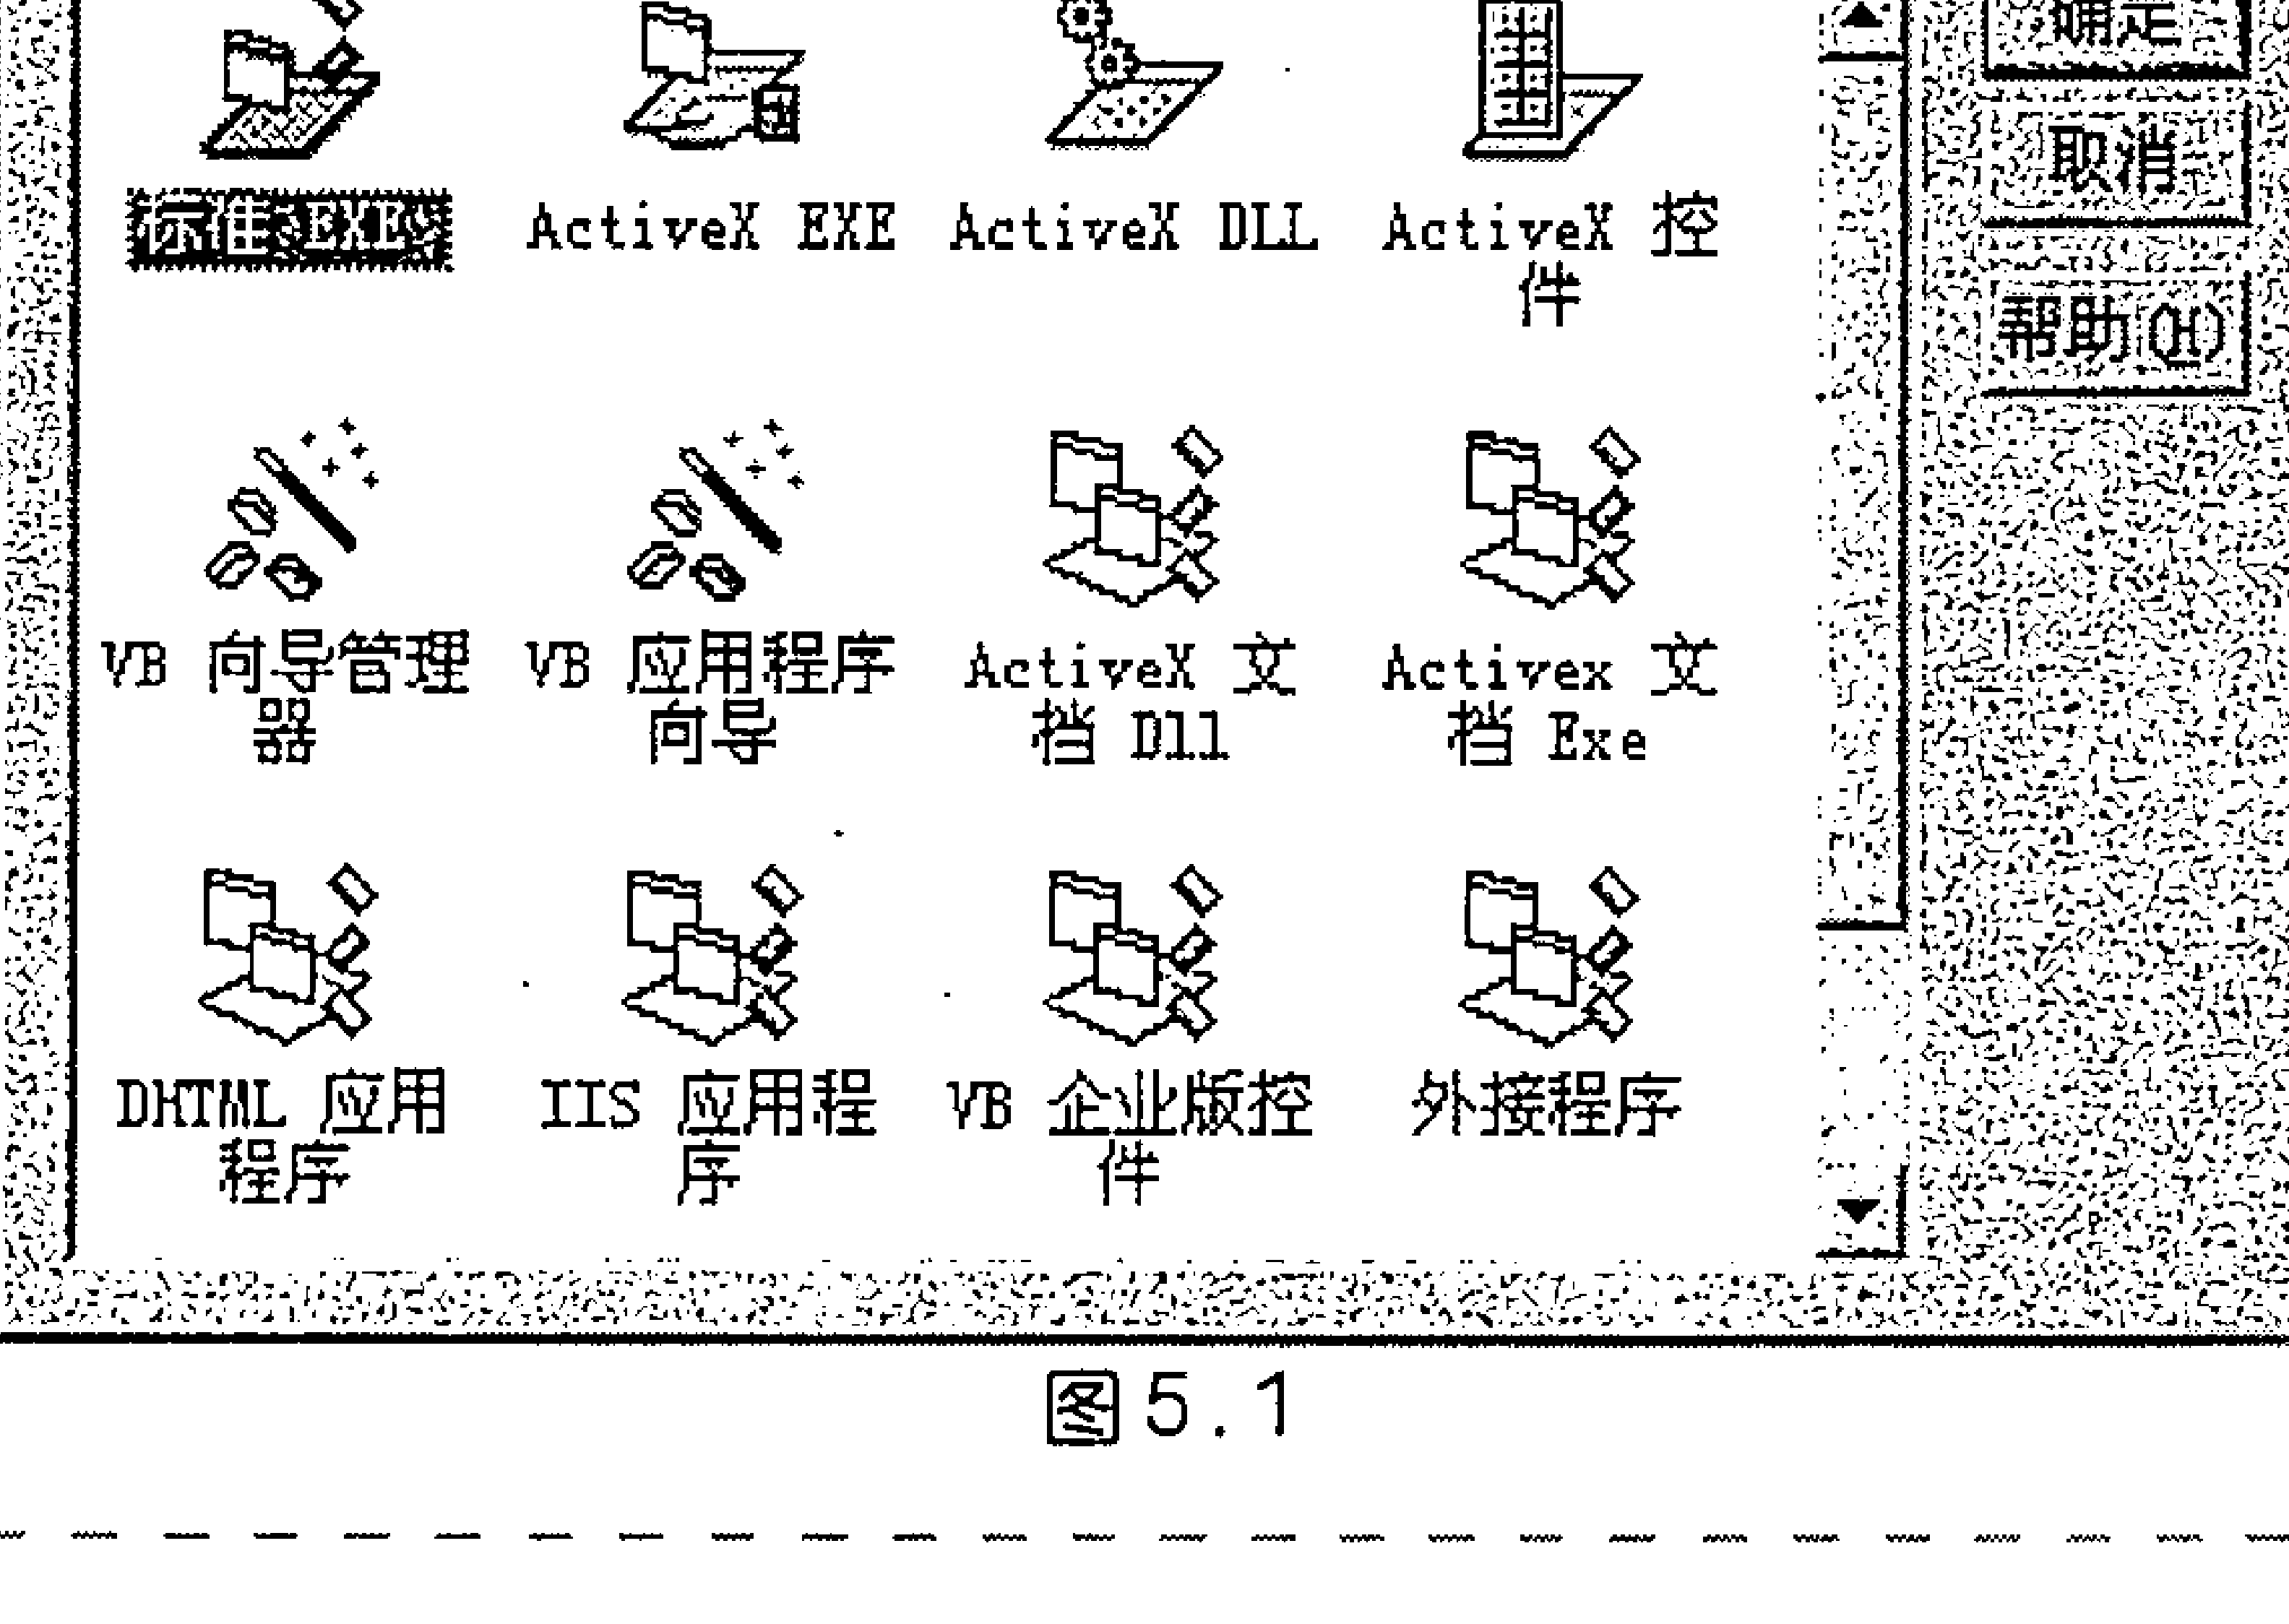 确定
取消
标准 EXE
ActiveX EXE
ActiveX DLL
ActiveX 控
件
帮助(H)
VB 向导管理
器
VB 应用程序
向导
ActiveX 文
档 Dll
Activex 文
档 Exe
DHTML 应用
程序
IIS 应用程
序
VB 企业版控
件
外接程序
图5.1